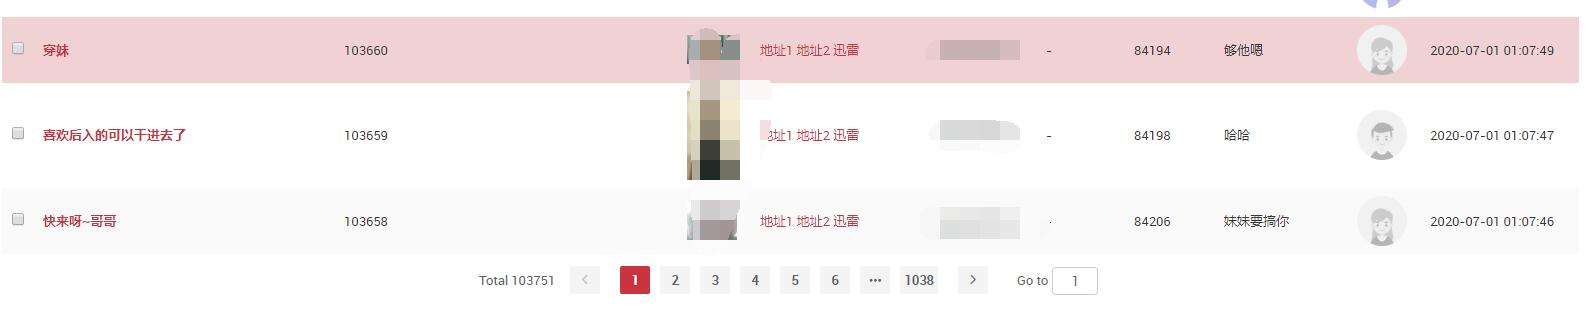 穿妹 103660 地址1 地址2 迅雷 - 84194 够他嗯 2020-07-01 01:07:49
喜欢后入的可以干进去了 103659 地址1 地址2 迅雷 - 84198 哈哈 2020-07-01 01:07:47
快来呀~哥哥 103658 地址1 地址2 迅雷 84206 妹妹要搞你 2020-07-01 01:07:46
Total 103751 < 1 2 3 4 5 6 ••• 1038 > Go to 1